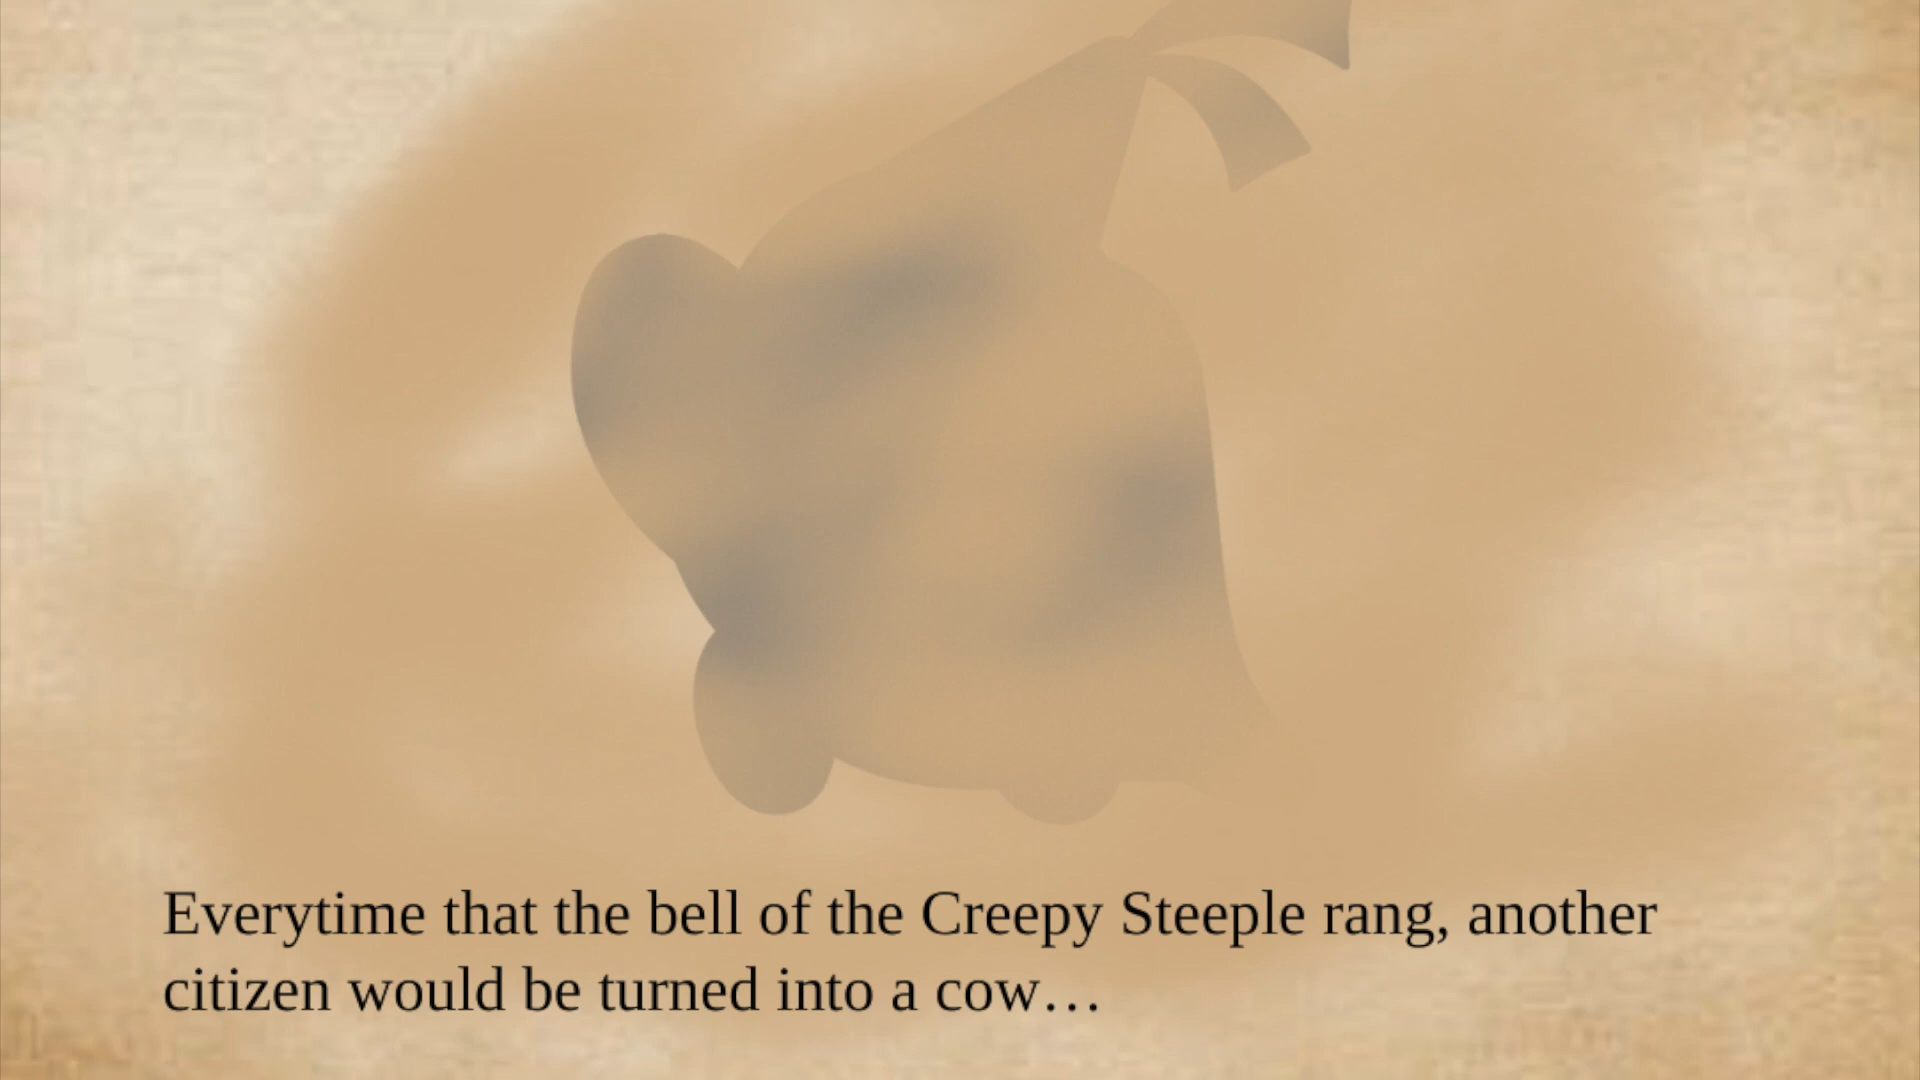 Everytime that the bell of the Creepy Steeple rang, another
citizen would be turned into a cow…